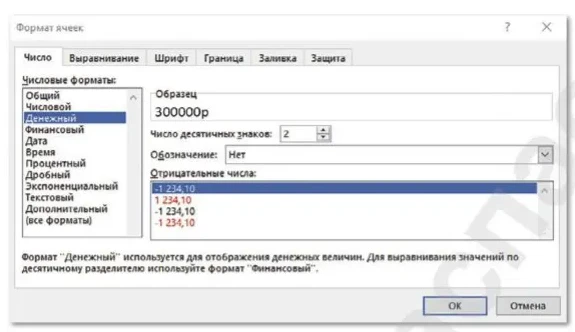 Формат ячеек
? ×
Число Выравнивание Шрифт Граница Заливка Защита
Числовые форматы:
Общий
Числовой
Денежный
Финансовый
Дата
Время
Процентный
Дробный
Экспоненциальный
Текстовый
Дополнительный
(все форматы)
Образец
300000р
Число десятичных знаков: 2
Обозначение: Нет
Отрицательные числа:
-1 234,10
1 234,10
-1 234,10
-1 234,10
Формат "Денежный" используется для отображения денежных величин. Для выравнивания значений по
десятичному разделителю используйте формат "Финансовый".
ОК Отмена